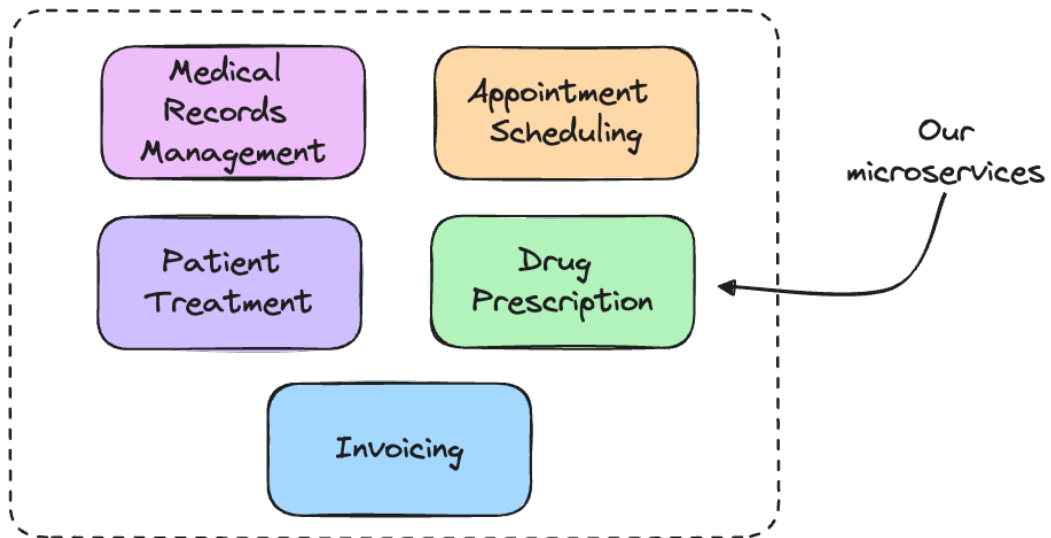 Medical
Records
Management
Appointment
Scheduling
Our
microservices
Patient
Treatment
Drug
Prescription
Invoicing